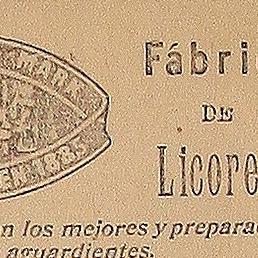 Fábri
DE
Licore
n los mejores y prepara
aguardientes.